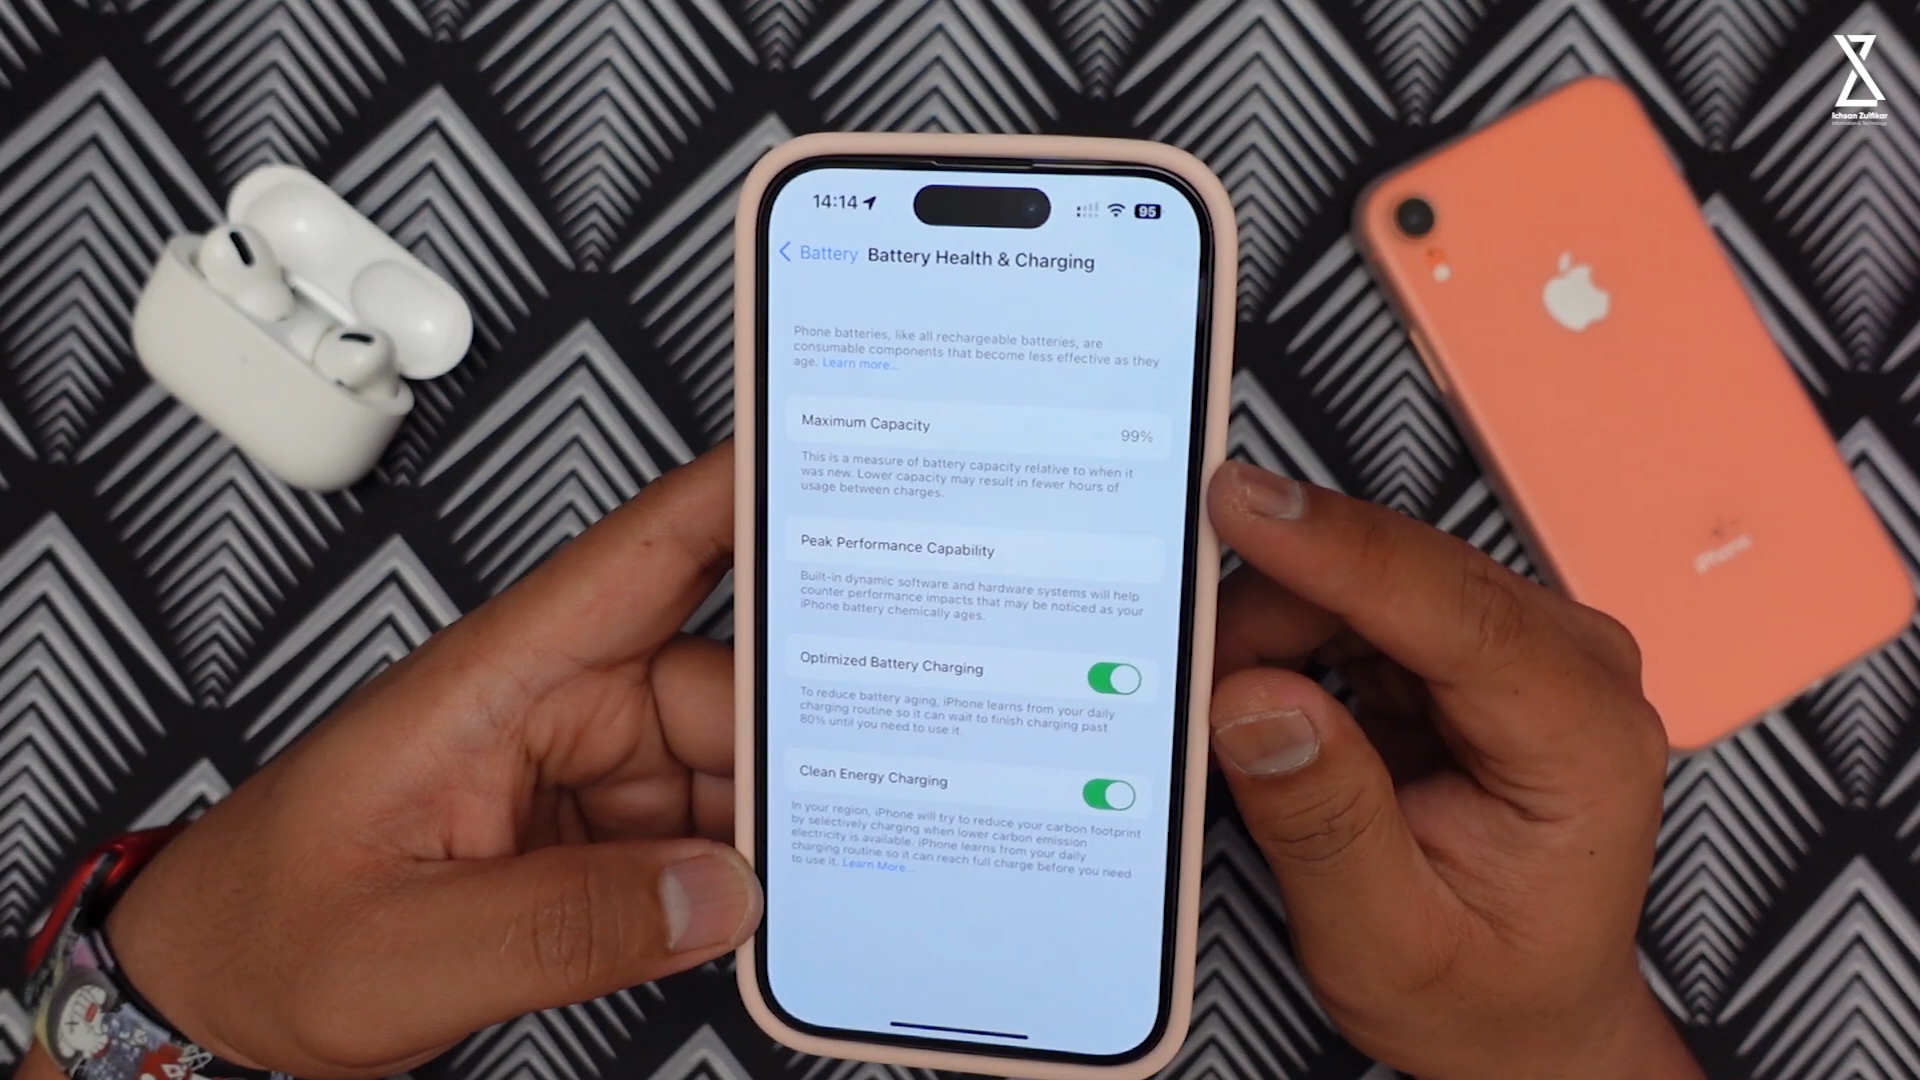 Ichsan Zulfikar
14:14
95
Battery
Battery Health & Charging
Phone batteries, like all rechargeable batteries, are
consumable components that become less effective as they
age. Learn more...
Maximum Capacity
99%
This is a measure of battery capacity relative to when it
was new. Lower capacity may result in fewer hours of
usage between charges.
Peak Performance Capability
Built-in dynamic software and hardware systems will help
counter performance impacts that may be noticed as your
iPhone battery chemically ages.
Optimized Battery Charging
To reduce battery aging, iPhone learns from your daily
charging routine so it can wait to finish charging past
80% until you need to use it.
Clean Energy Charging
In your region, iPhone will try to reduce your carbon footprint
by selectively charging when lower carbon emission
electricity is available. iPhone learns from your daily
charging routine so it can reach full charge before you need
to use it. Learn More...
iPhone